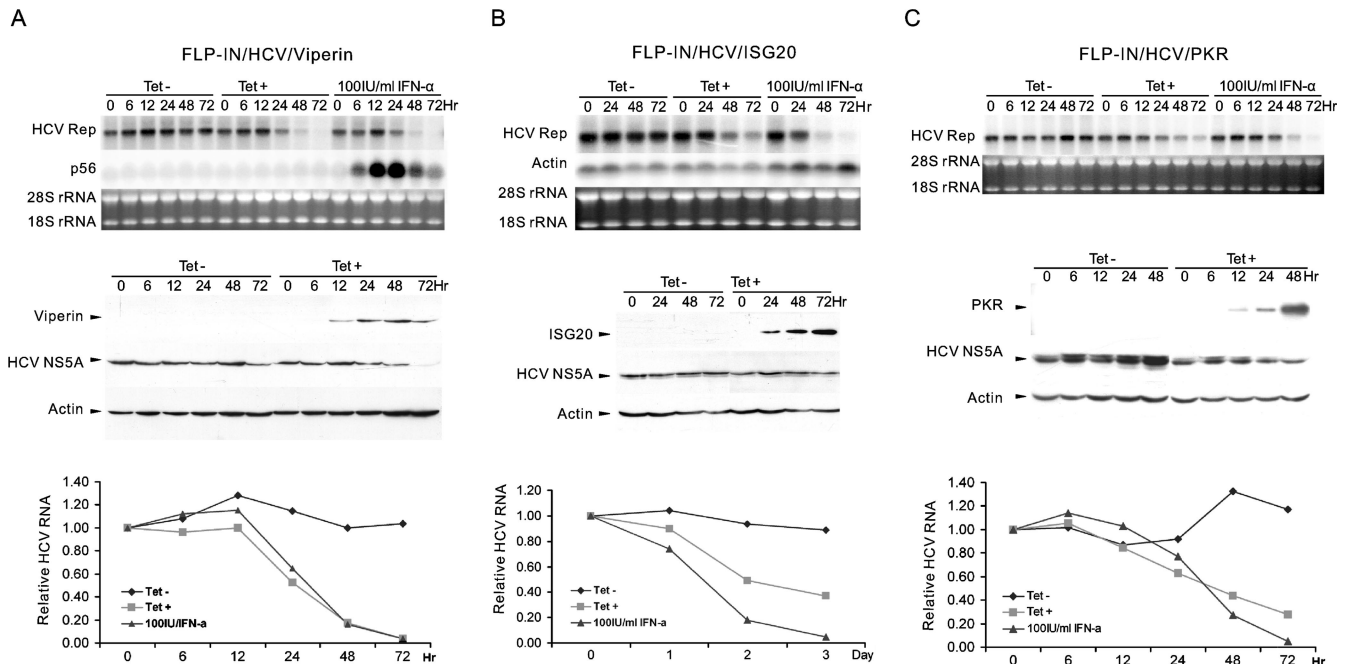 A
FLP-IN/HCV/Viperin
Tet - Tet + 100IU/ml IFN-α
0 6 12 24 48 72 0 6 12 24 48 72 0 6 12 24 48 72Hr
HCV Rep
p56
28S rRNA
18S rRNA
Tet - Tet +
0 6 12 24 48 72 0 6 12 24 48 72Hr
Viperin
HCV NS5A
Actin
Relative HCV RNA
1.40
1.20
1.00
0.80
0.60
0.40
0.20
0.00
Tet -
Tet +
100IU/IFN-a
0 6 12 24 48 72 Hr
B
FLP-IN/HCV/ISG20
Tet - Tet + 100IU/ml IFN-α
0 24 48 72 0 24 48 72 0 24 48 72Hr
HCV Rep
Actin
28S rRNA
18S rRNA
Tet - Tet +
0 24 48 72 0 24 48 72Hr
ISG20
HCV NS5A
Actin
Relative HCV RNA
1.20
1.00
0.80
0.60
0.40
0.20
0.00
Tet -
Tet +
100IU/ml IFN-a
0 1 2 3 Day
C
FLP-IN/HCV/PKR
Tet - Tet + 100IU/ml IFN-α
0 6 12 24 48 72 0 6 12 24 48 72 0 6 12 24 48 72Hr
HCV Rep
28S rRNA
18S rRNA
Tet - Tet +
0 6 12 24 48 0 6 12 24 48Hr
PKR
HCV NS5A
Actin
Relative HCV RNA
1.40
1.20
1.00
0.80
0.60
0.40
0.20
0.00
Tet -
Tet +
100IU/ml IFN-a
0 6 12 24 48 72 Hr